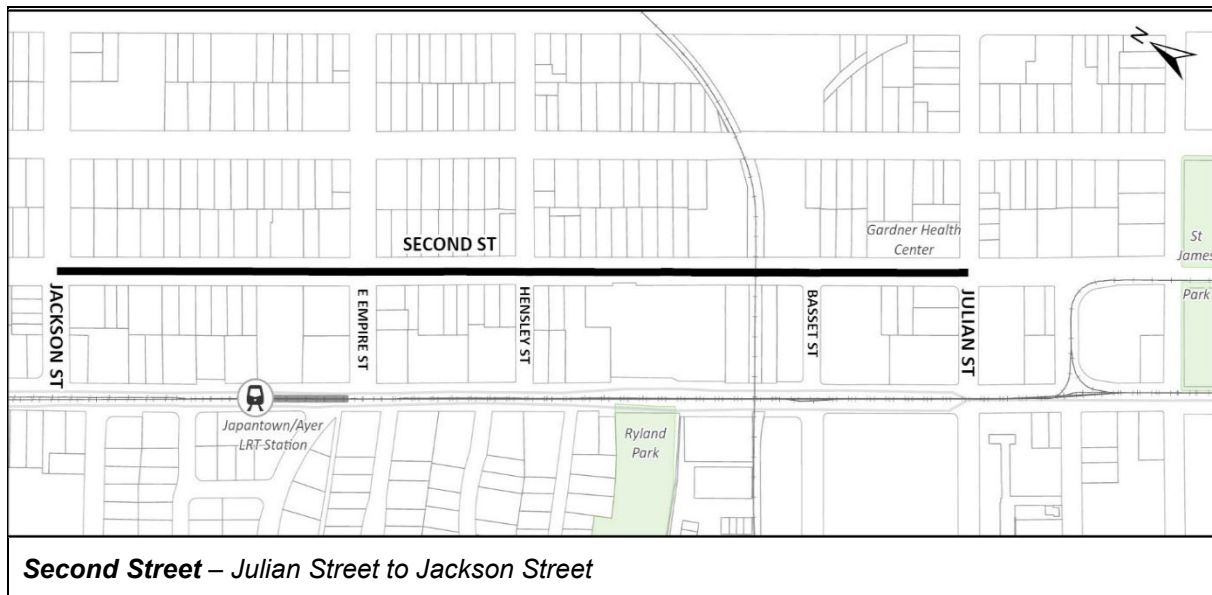 N
Gardner Health
Center
SECOND ST
St
James
Park
JACKSON ST
E EMPIRE ST
HENSLEY ST
BASSET ST
JULIAN ST
Japantown/Ayer
LRT Station
Ryland
Park
Second Street – Julian Street to Jackson Street